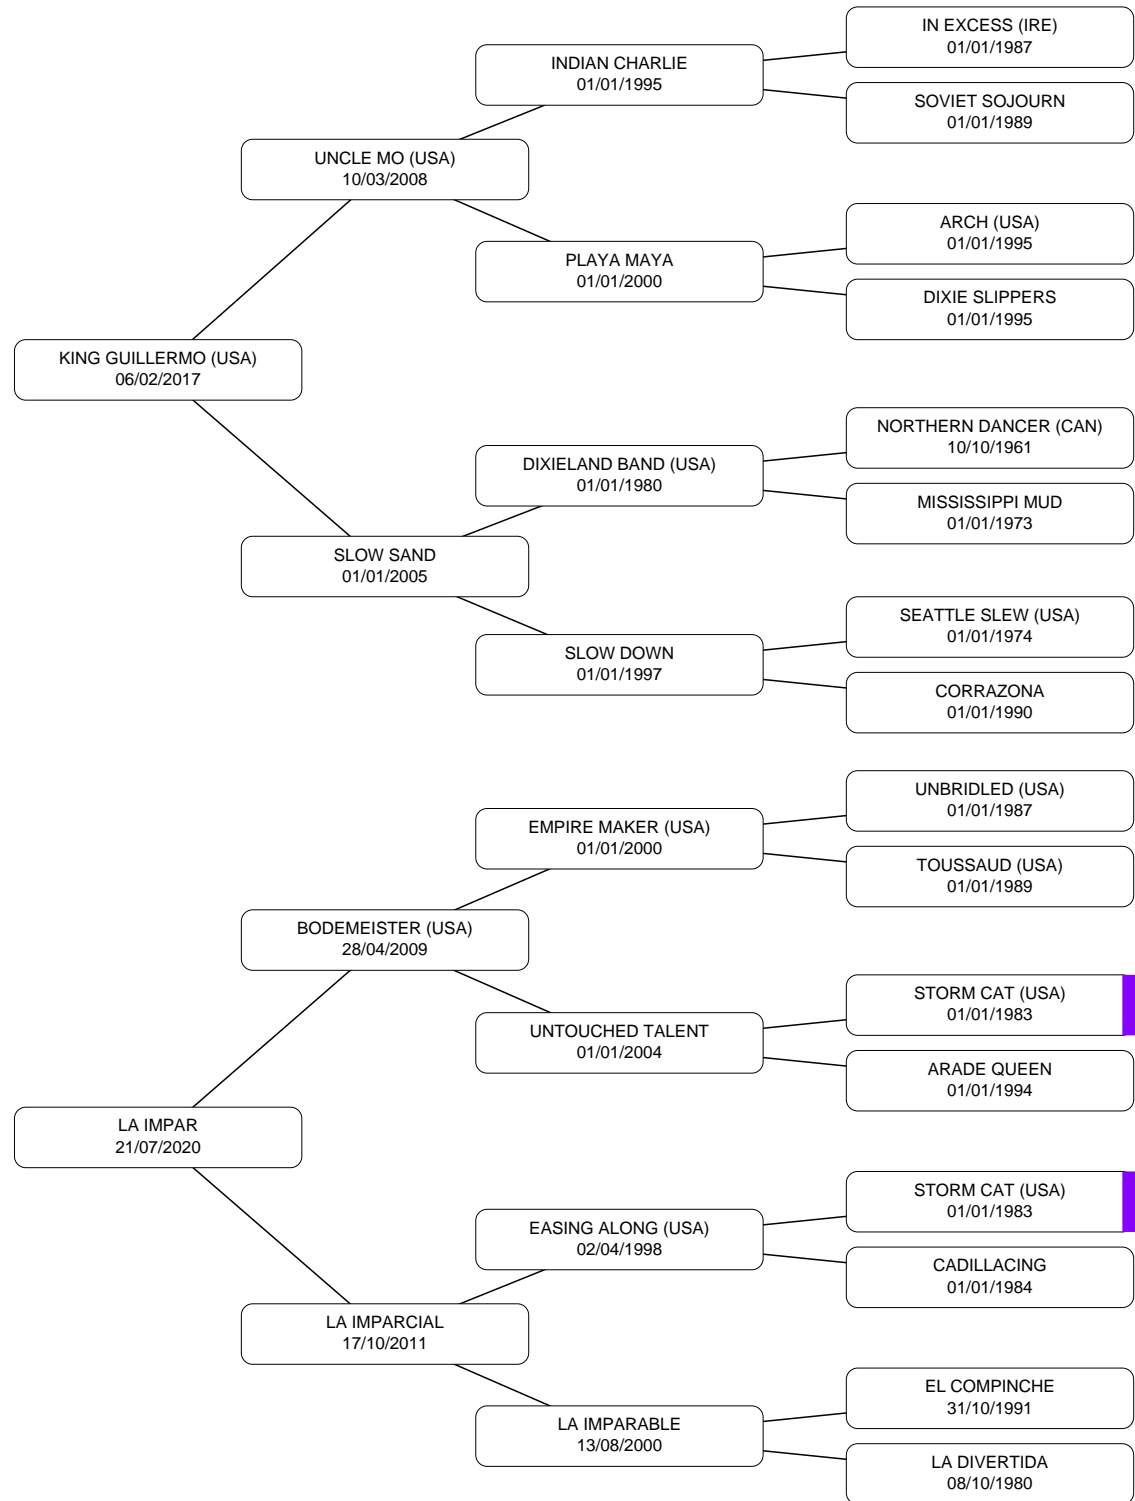 IN EXCESS (IRE)
01/01/1987
INDIAN CHARLIE
01/01/1995
SOVIET SOJOURN
01/01/1989
UNCLE MO (USA)
10/03/2008
ARCH (USA)
01/01/1995
PLAYA MAYA
01/01/2000
DIXIE SLIPPERS
01/01/1995
KING GUILLERMO (USA)
06/02/2017
NORTHERN DANCER (CAN)
10/10/1961
DIXIELAND BAND (USA)
01/01/1980
MISSISSIPPI MUD
01/01/1973
SLOW SAND
01/01/2005
SEATTLE SLEW (USA)
01/01/1974
SLOW DOWN
01/01/1997
CORRAZONA
01/01/1990
UNBRIDLED (USA)
01/01/1987
EMPIRE MAKER (USA)
01/01/2000
TOUSSAUD (USA)
01/01/1989
BODEMEISTER (USA)
28/04/2009
STORM CAT (USA)
01/01/1983
UNTOUCHED TALENT
01/01/2004
ARADE QUEEN
01/01/1994
LA IMPAR
21/07/2020
STORM CAT (USA)
01/01/1983
EASING ALONG (USA)
02/04/1998
CADILLACING
01/01/1984
LA IMPARCIAL
17/10/2011
EL COMPINCHE
31/10/1991
LA IMPARABLE
13/08/2000
LA DIVERTIDA
08/10/1980